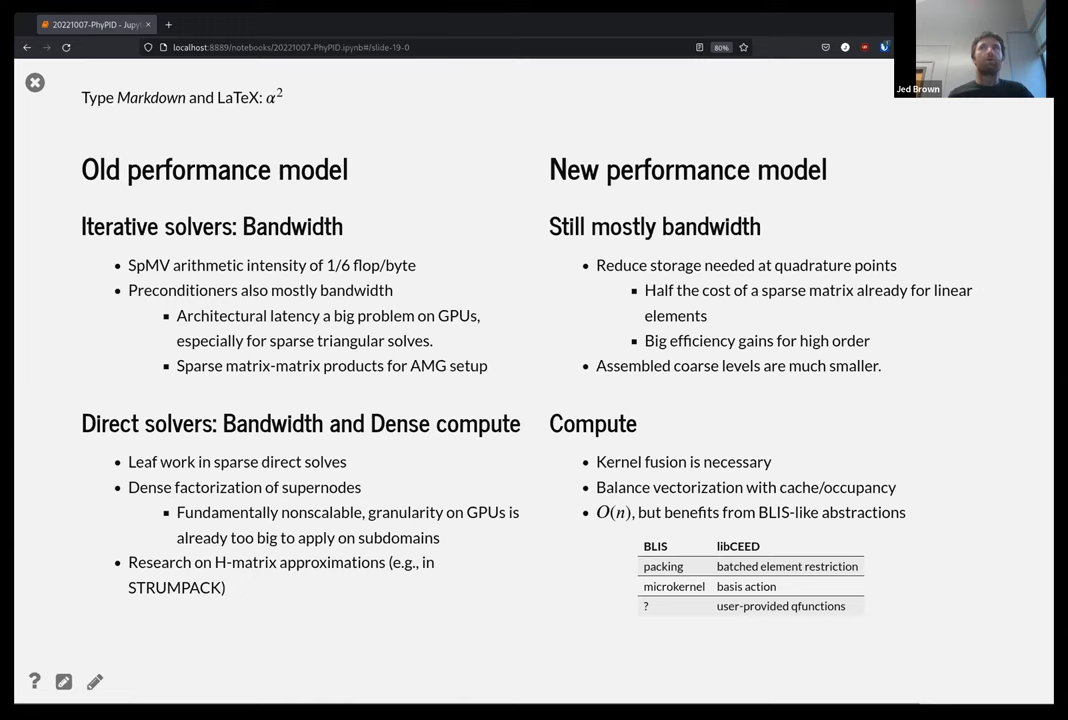 20221007-PhyPID - Jupyt
localhost:8889/notebooks/20221007-PhyPID.ipynb#/slide-19-0
80%
Jed Brown
Type Markdown and LaTeX: α²
Old performance model
Iterative solvers: Bandwidth
• SpMV arithmetic intensity of 1/6 flop/byte
• Preconditioners also mostly bandwidth
▪ Architectural latency a big problem on GPUs,
especially for sparse triangular solves.
▪ Sparse matrix-matrix products for AMG setup
Direct solvers: Bandwidth and Dense compute
• Leaf work in sparse direct solves
• Dense factorization of supernodes
▪ Fundamentally nonscalable, granularity on GPUs is
already too big to apply on subdomains
• Research on H-matrix approximations (e.g., in
STRUMPACK)
New performance model
Still mostly bandwidth
• Reduce storage needed at quadrature points
▪ Half the cost of a sparse matrix already for linear
elements
▪ Big efficiency gains for high order
• Assembled coarse levels are much smaller.
Compute
• Kernel fusion is necessary
• Balance vectorization with cache/occupancy
• O(n), but benefits from BLIS-like abstractions
BLIS libCEED
packing batched element restriction
microkernel basis action
? user-provided qfunctions